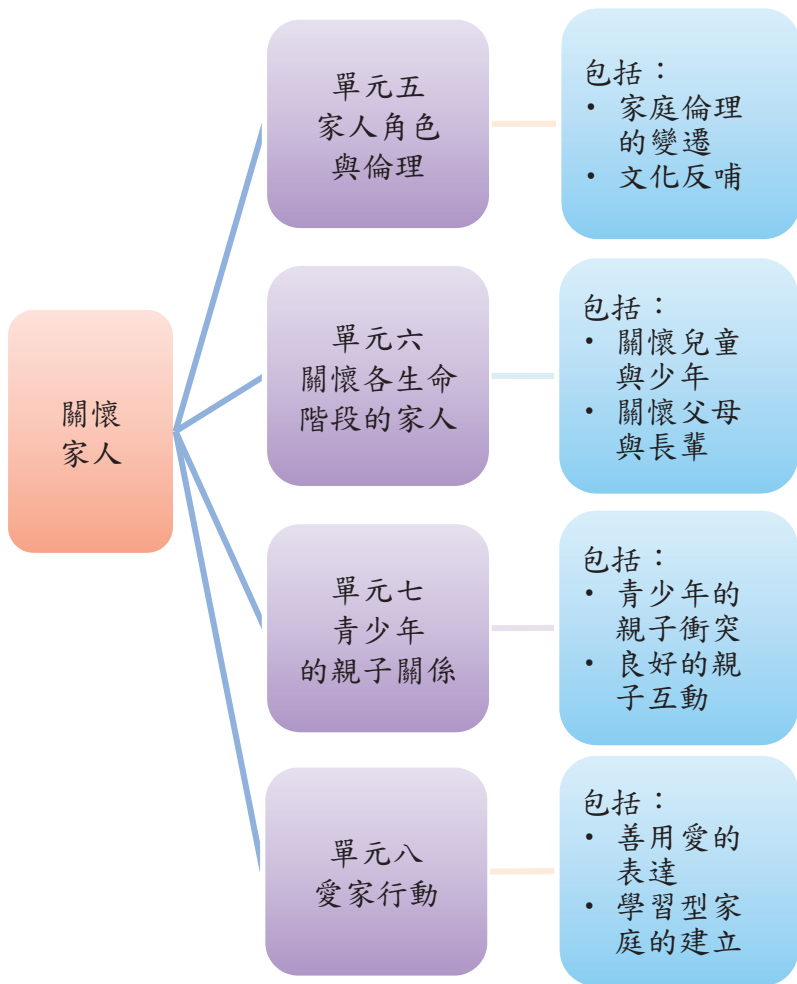 關懷
家人
單元五
家人角色
與倫理
包括：
• 家庭倫理
的變遷
• 文化反哺
單元六
關懷各生命
階段的家人
包括：
• 關懷兒童
與少年
• 關懷父母
與長輩
單元七
青少年
的親子關係
包括：
• 青少年的
親子衝突
• 良好的親
子互動
單元八
愛家行動
包括：
• 善用愛的
表達
• 學習型家
庭的建立